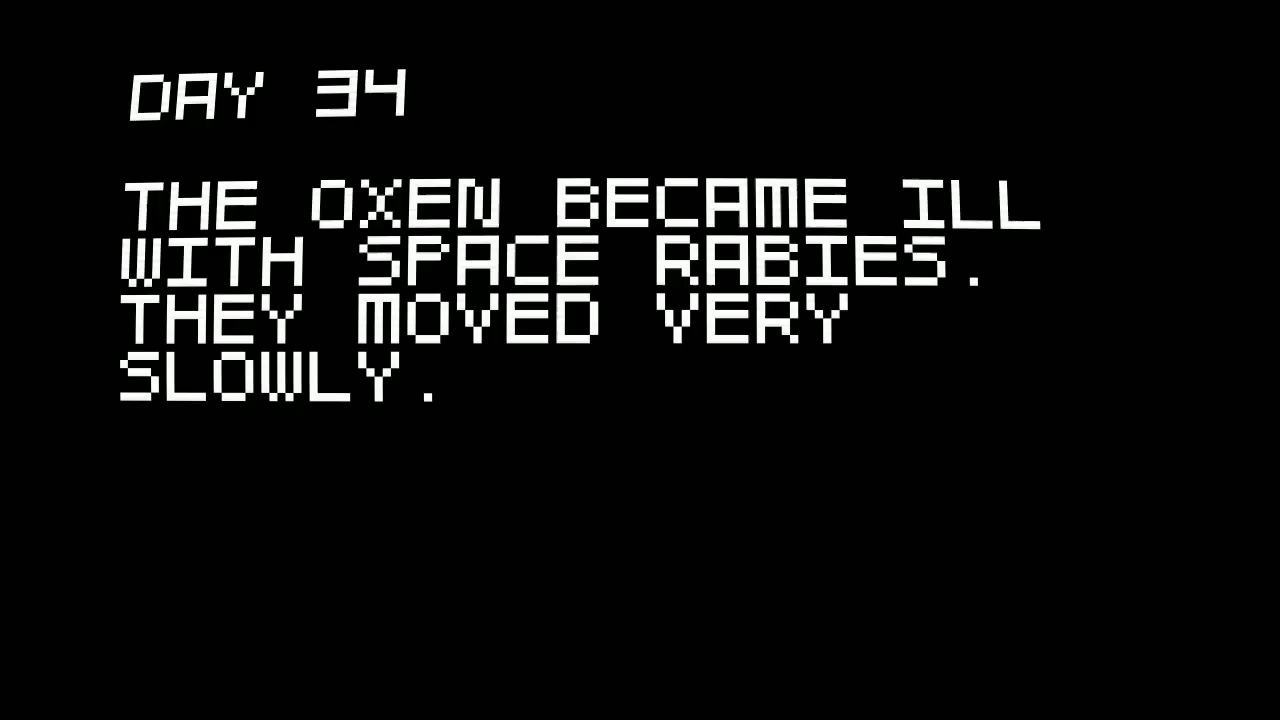 DAY 34
THE OXEN BECAME ILL
WITH SPACE RABIES.
THEY MOVED VERY
SLOWLY.